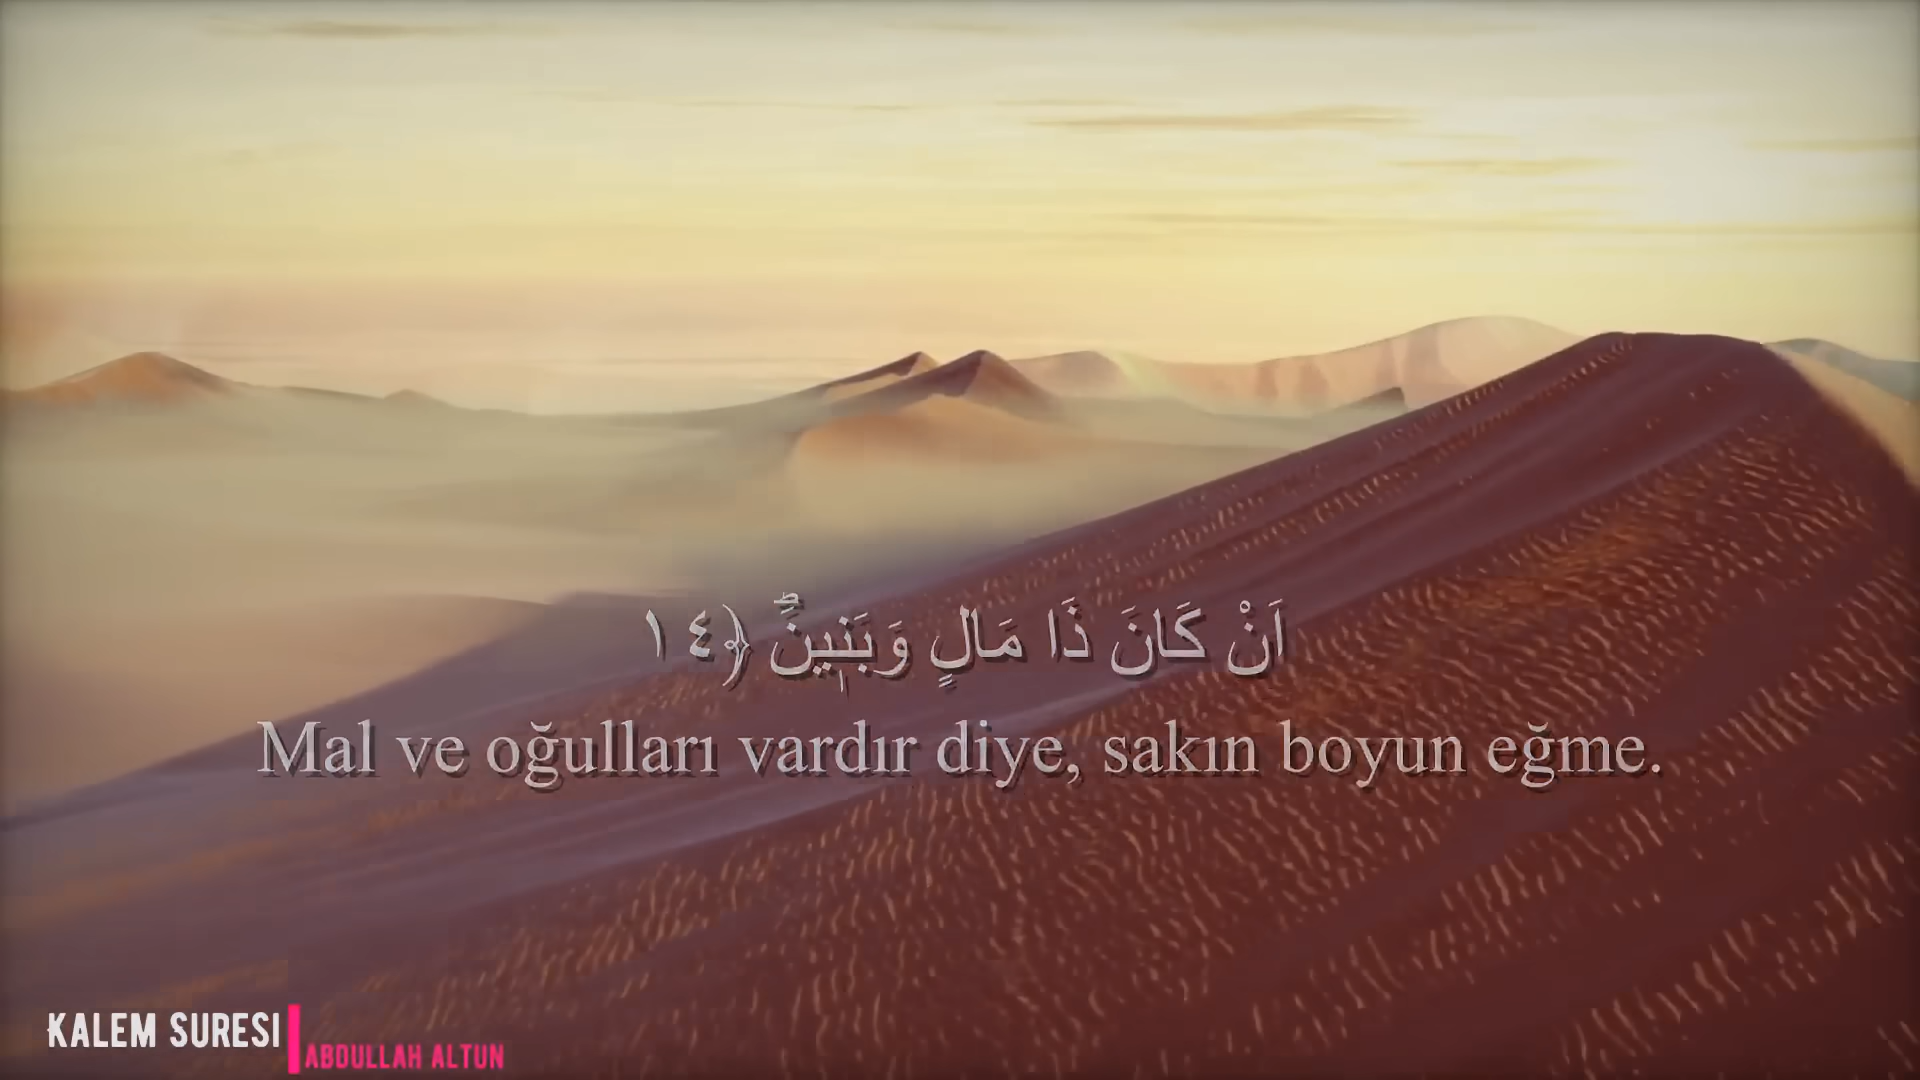 اَنْ كَانَ ذَا مَالٍ وَبَن۪ينَۜ ﴿١٤
Mal ve oğulları vardır diye, sakın boyun eğme.
KALEM SURESI
ABDULLAH ALTUN